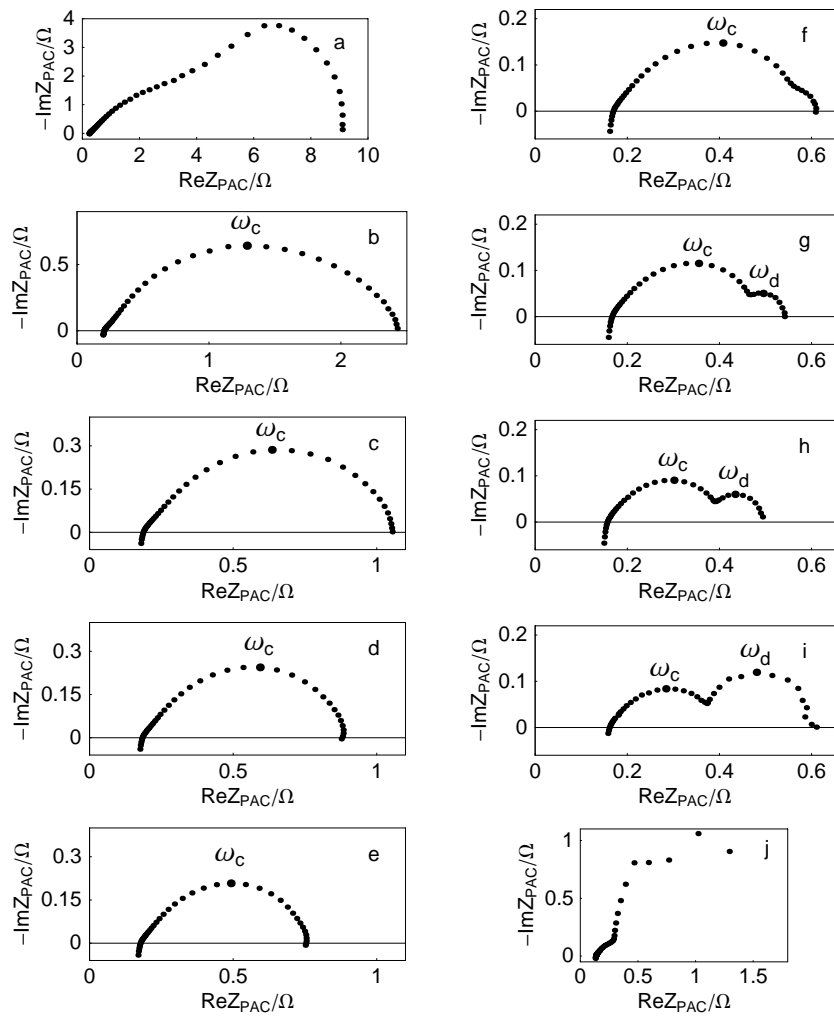 4
3
2
1
0
−ImZPAC/Ω
a
0 2 4 6 8 10
ReZPAC/Ω
0.5
0
−ImZPAC/Ω
ωc
b
0 1 2
ReZPAC/Ω
0.3
0.15
0
−ImZPAC/Ω
ωc
c
0 0.5 1
ReZPAC/Ω
0.3
0.15
0
−ImZPAC/Ω
ωc
d
0 0.5 1
ReZPAC/Ω
0.3
0.15
0
−ImZPAC/Ω
ωc
e
0 0.5 1
ReZPAC/Ω
0.2
0.1
0
−ImZPAC/Ω
ωc
f
0 0.2 0.4 0.6
ReZPAC/Ω
0.2
0.1
0
−ImZPAC/Ω
ωc
ωd
g
0 0.2 0.4 0.6
ReZPAC/Ω
0.2
0.1
0
−ImZPAC/Ω
ωc
ωd
h
0 0.2 0.4 0.6
ReZPAC/Ω
0.2
0.1
0
−ImZPAC/Ω
ωc
ωd
i
0 0.2 0.4 0.6
ReZPAC/Ω
1
0.5
0
−ImZPAC/Ω
j
0 0.5 1 1.5
ReZPAC/Ω